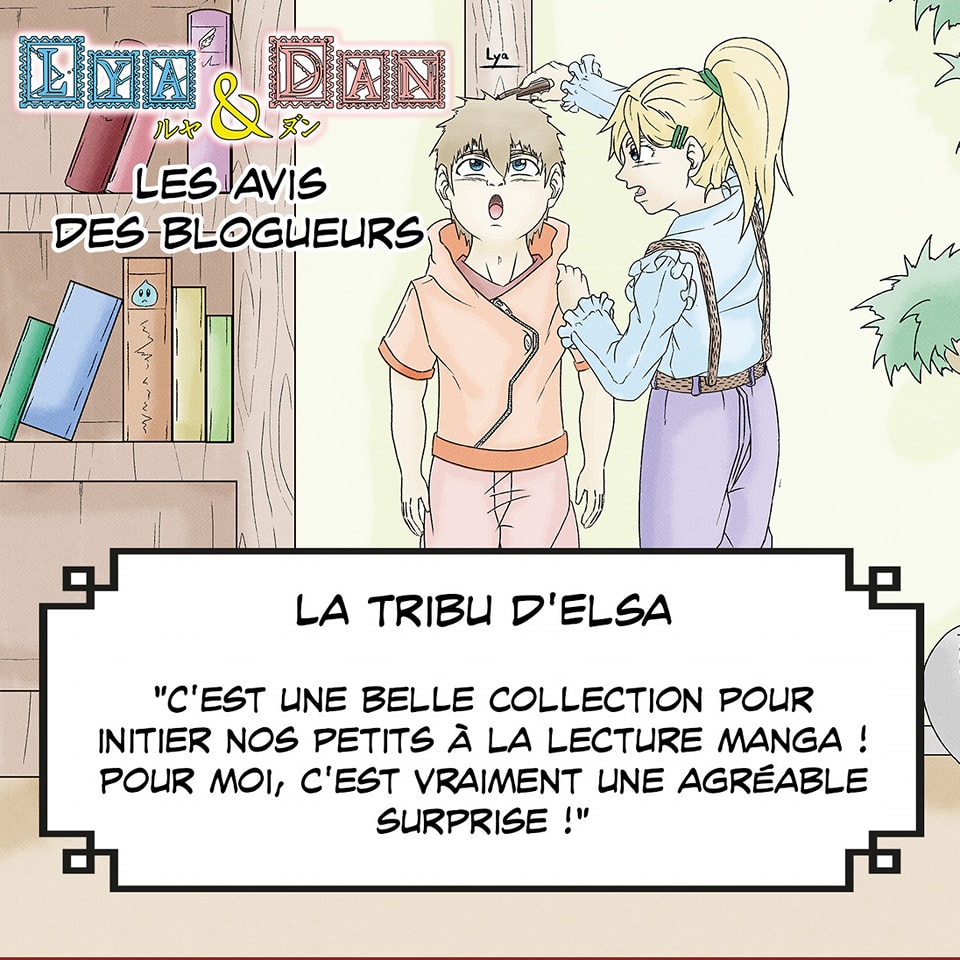 Lya
LYA & DAN
ルヤ ダン
LES AVIS
DES BLOGUEURS
LA TRIBU D'ELSA
"C'EST UNE BELLE COLLECTION POUR
INITIER NOS PETITS À LA LECTURE MANGA !
POUR MOI, C'EST VRAIMENT UNE AGRÉABLE
SURPRISE !"